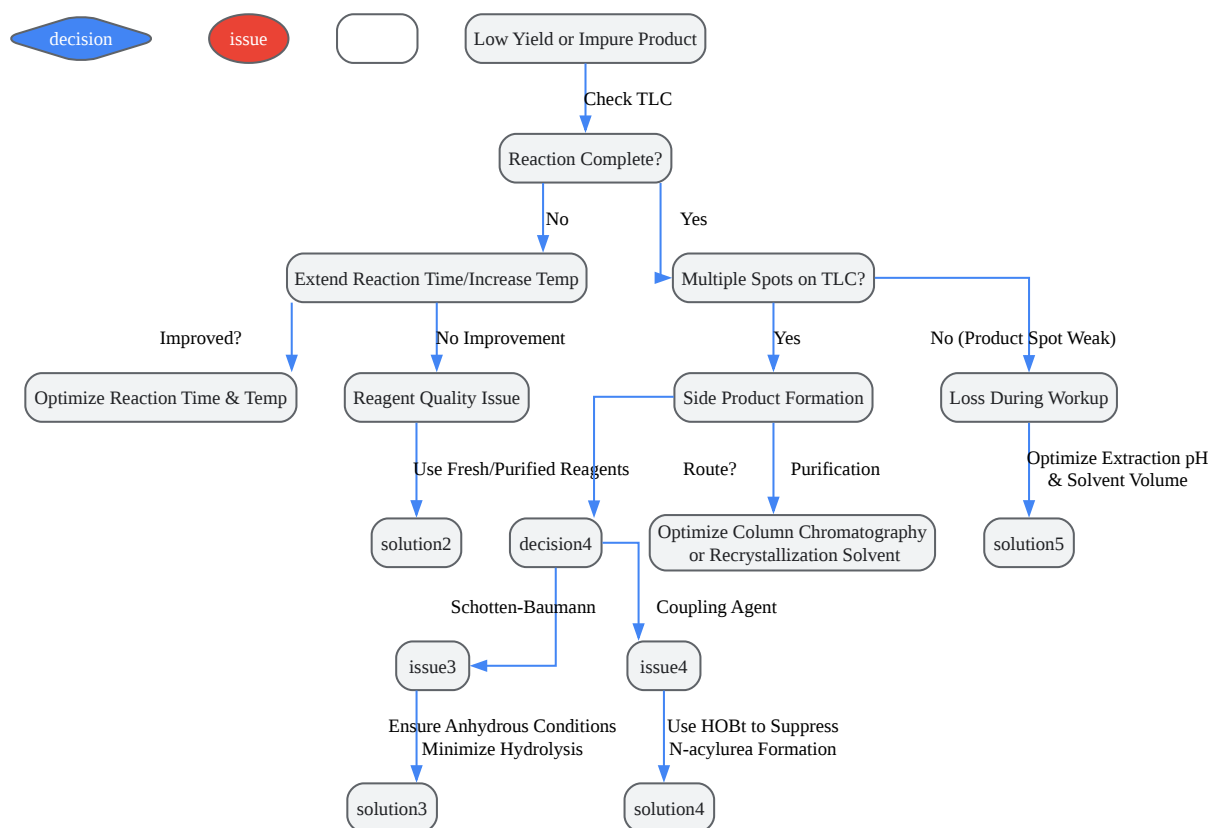 decision
issue
Low Yield or Impure Product
Check TLC
Reaction Complete?
No
Yes
Extend Reaction Time/Increase Temp
Multiple Spots on TLC?
Improved?
No Improvement
Yes
No (Product Spot Weak)
Optimize Reaction Time & Temp
Reagent Quality Issue
Side Product Formation
Loss During Workup
Use Fresh/Purified Reagents
Route?
Purification
Optimize Extraction pH
& Solvent Volume
solution2
decision4
Optimize Column Chromatography
or Recrystallization Solvent
solution5
Schotten-Baumann
Coupling Agent
issue3
issue4
Ensure Anhydrous Conditions
Minimize Hydrolysis
Use HOBt to Suppress
N-acylurea Formation
solution3
solution4